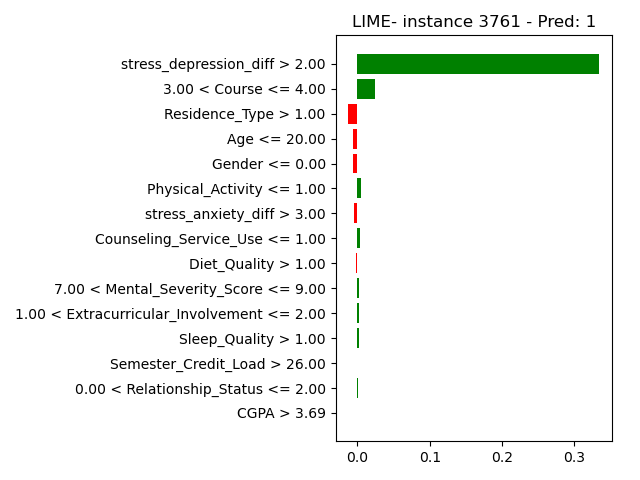 LIME- instance 3761 - Pred: 1
stress_depression_diff > 2.00
3.00 < Course <= 4.00
Residence_Type > 1.00
Age <= 20.00
Gender <= 0.00
Physical_Activity <= 1.00
stress_anxiety_diff > 3.00
Counseling_Service_Use <= 1.00
Diet_Quality > 1.00
7.00 < Mental_Severity_Score <= 9.00
1.00 < Extracurricular_Involvement <= 2.00
Sleep_Quality > 1.00
Semester_Credit_Load > 26.00
0.00 < Relationship_Status <= 2.00
CGPA > 3.69
0.0 0.1 0.2 0.3